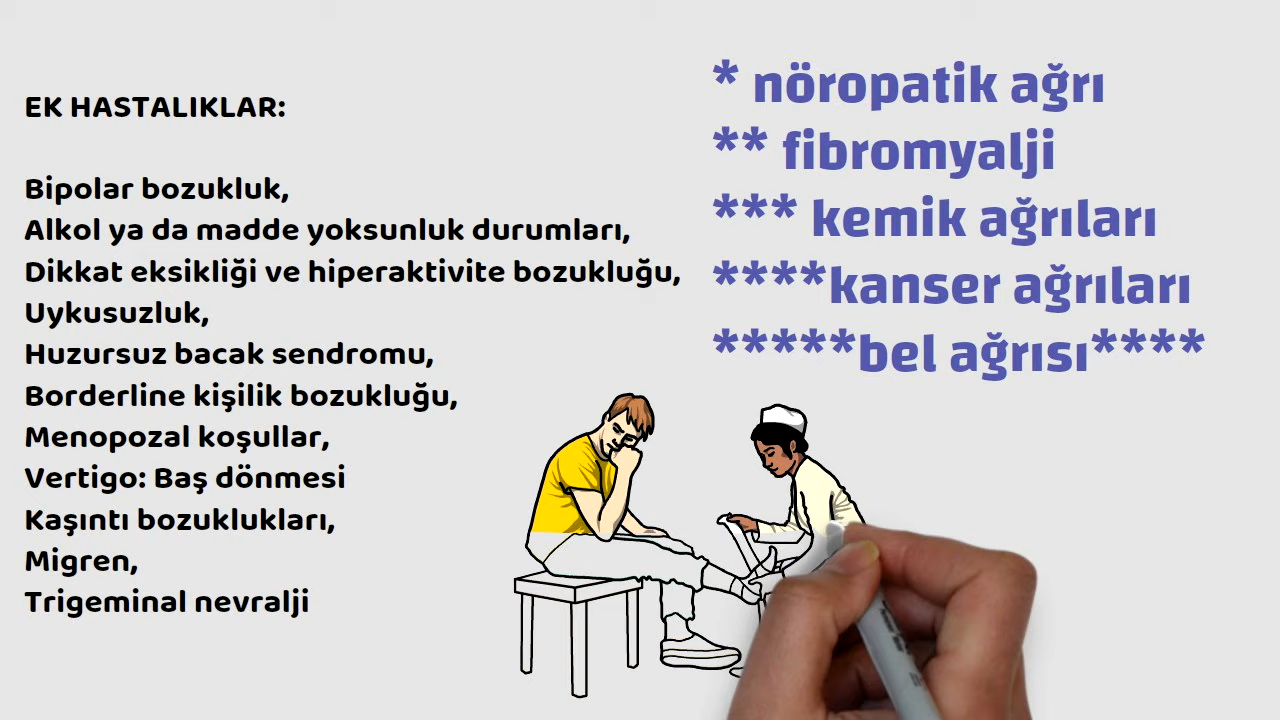 EK HASTALIKLAR:
Bipolar bozukluk,
Alkol ya da madde yoksunluk durumları,
Dikkat eksikliği ve hiperaktivite bozukluğu,
Uykusuzluk,
Huzursuz bacak sendromu,
Borderline kişilik bozukluğu,
Menopozal koşullar,
Vertigo: Baş dönmesi
Kaşıntı bozuklukları,
Migren,
Trigeminal nevralji
* nöropatik ağrı
** fibromyalji
*** kemik ağrıları
****kanser ağrıları
*****bel ağrısı****